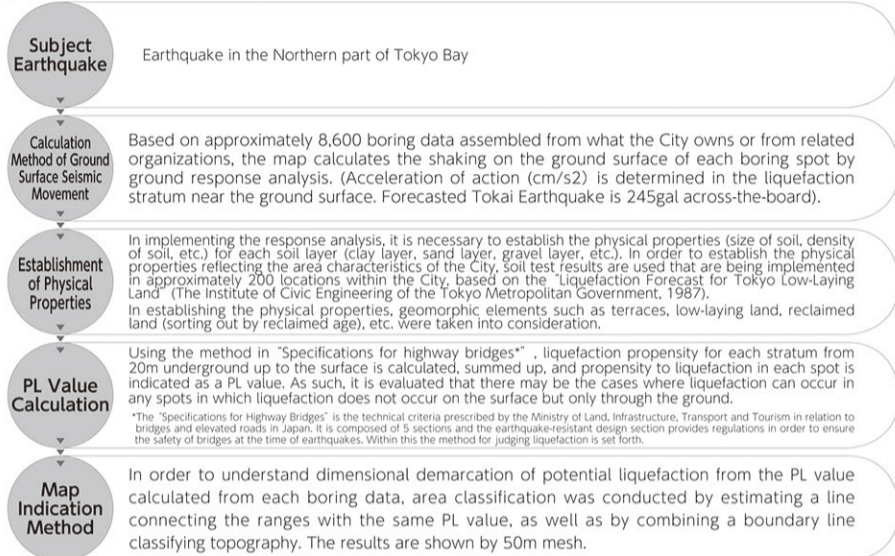 Subject
Earthquake
Earthquake in the Northern part of Tokyo Bay
Calculation
Method of Ground
Surface Seismic
Movement
Based on approximately 8,600 boring data assembled from what the City owns or from related
organizations, the map calculates the shaking on the ground surface of each boring spot by
ground response analysis. (Acceleration of action (cm/s2) is determined in the liquefaction
stratum near the ground surface. Forecasted Tokai Earthquake is 245gal across-the-board).
Establishment
of Physical
Properties
In implementing the response analysis, it is necessary to establish the physical properties (size of soil, density
of soil, etc.) for each soil layer (clay layer, sand layer, gravel layer, etc.). In order to establish the physical
properties reflecting the area characteristics of the City, soil test results are used that are being implemented
in approximately 200 locations within the City, based on the "Liquefaction Forecast for Tokyo Low-Laying
Land" (The Institute of Civic Engineering of the Tokyo Metropolitan Government, 1987).
In establishing the physical properties, geomorphic elements such as terraces, low-laying land, reclaimed
land (sorting out by reclaimed age), etc. were taken into consideration.
PL Value
Calculation
Using the method in "Specifications for highway bridges*" , liquefaction propensity for each stratum from
20m underground up to the surface is calculated, summed up, and propensity to liquefaction in each spot is
indicated as a PL value. As such, it is evaluated that there may be the cases where liquefaction can occur in
any spots in which liquefaction does not occur on the surface but only through the ground.
*The "Specifications for Highway Bridges" is the technical criteria prescribed by the Ministry of Land, Infrastructure, Transport and Tourism in relation to
bridges and elevated roads in Japan. It is composed of 5 sections and the earthquake-resistant design section provides regulations in order to ensure
the safety of bridges at the time of earthquakes. Within this the method for judging liquefaction is set forth.
Map
Indication
Method
In order to understand dimensional demarcation of potential liquefaction from the PL value
calculated from each boring data, area classification was conducted by estimating a line
connecting the ranges with the same PL value, as well as by combining a boundary line
classifying topography. The results are shown by 50m mesh.